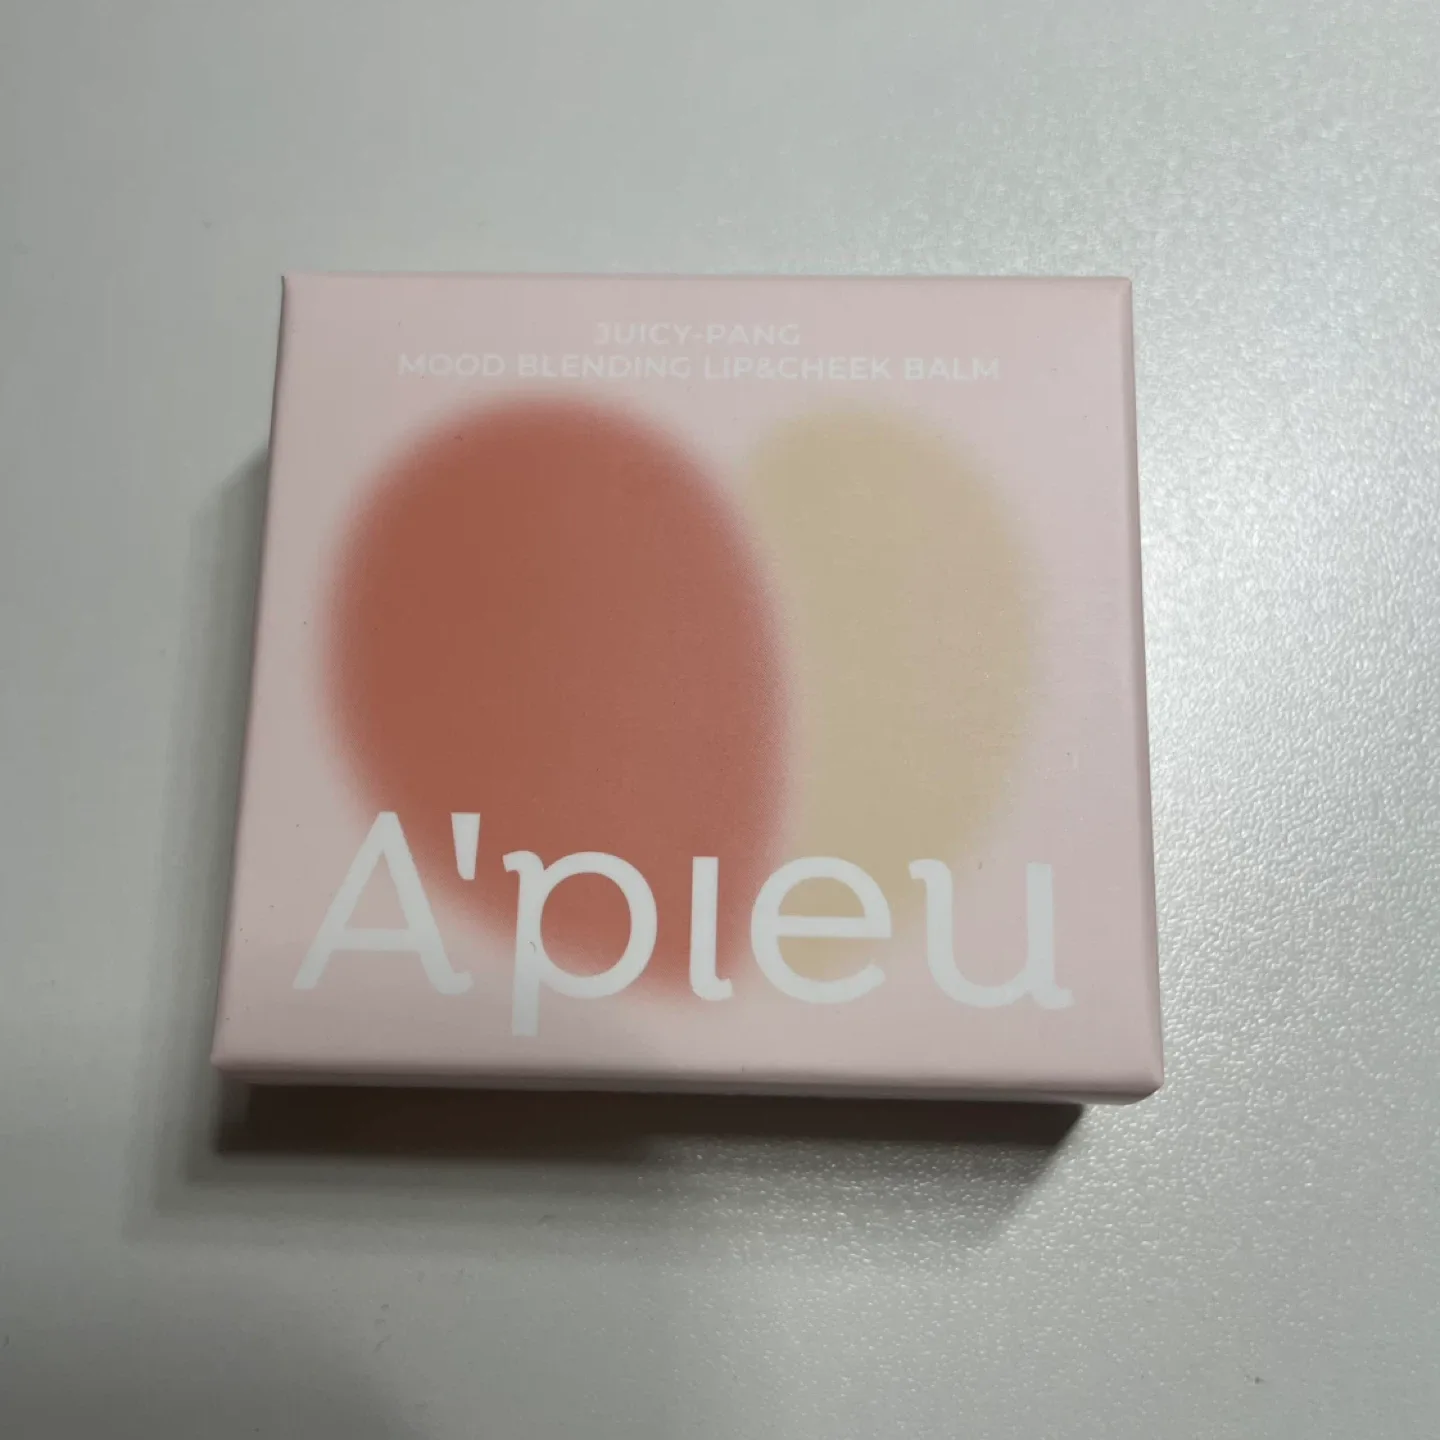 JUICY-PANG
MOOD BLENDING LIP&CHEEK BALM
A'pieu